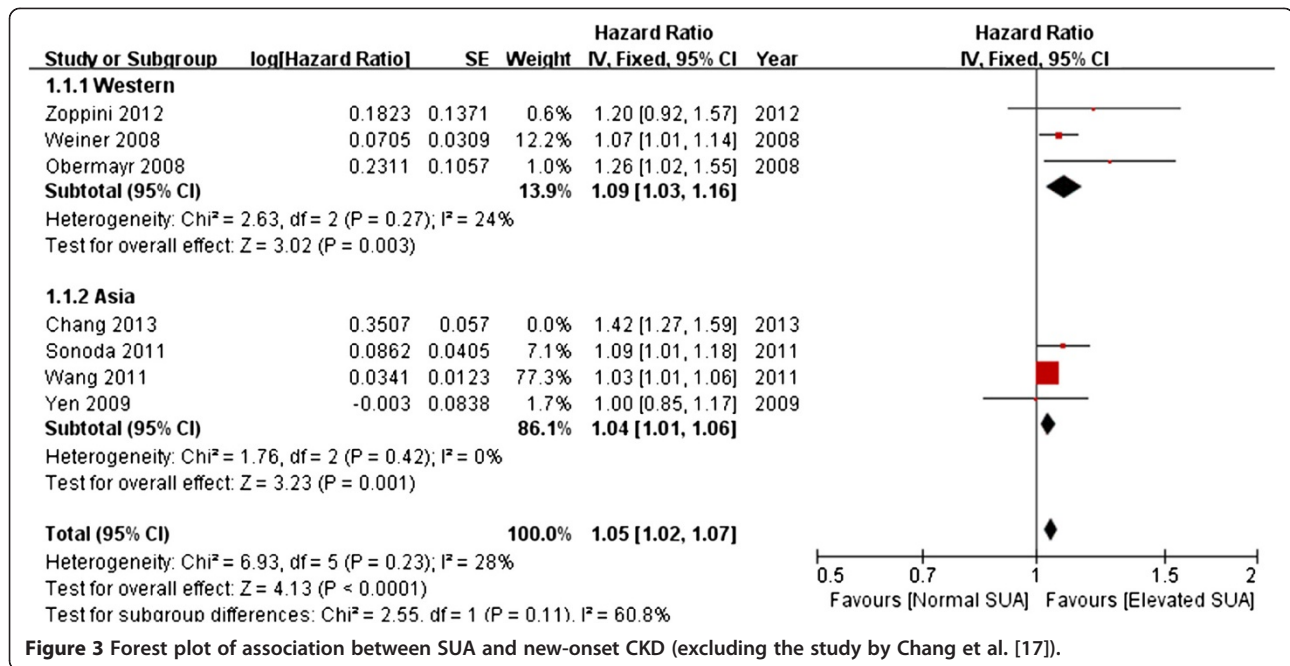 Hazard Ratio Hazard Ratio
Study or Subgroup log[Hazard Ratio] SE Weight IV, Fixed, 95% CI Year IV, Fixed, 95% CI
1.1.1 Western
Zoppini 2012 0.1823 0.1371 0.6% 1.20 [0.92, 1.57] 2012
Weiner 2008 0.0705 0.0309 12.2% 1.07 [1.01, 1.14] 2008
Obermayr 2008 0.2311 0.1057 1.0% 1.26 [1.02, 1.55] 2008
Subtotal (95% CI) 13.9% 1.09 [1.03, 1.16]
Heterogeneity: Chi² = 2.63, df = 2 (P = 0.27); I² = 24%
Test for overall effect: Z = 3.02 (P = 0.003)
1.1.2 Asia
Chang 2013 0.3507 0.057 0.0% 1.42 [1.27, 1.59] 2013
Sonoda 2011 0.0862 0.0405 7.1% 1.09 [1.01, 1.18] 2011
Wang 2011 0.0341 0.0123 77.3% 1.03 [1.01, 1.06] 2011
Yen 2009 -0.003 0.0838 1.7% 1.00 [0.85, 1.17] 2009
Subtotal (95% CI) 86.1% 1.04 [1.01, 1.06]
Heterogeneity: Chi² = 1.76, df = 2 (P = 0.42); I² = 0%
Test for overall effect: Z = 3.23 (P = 0.001)
Total (95% CI) 100.0% 1.05 [1.02, 1.07]
Heterogeneity: Chi² = 6.93, df = 5 (P = 0.23); I² = 28%
Test for overall effect: Z = 4.13 (P < 0.0001)
Test for subgroup differences: Chi² = 2.55, df = 1 (P = 0.11), I² = 60.8%
0.5 0.7 1 1.5 2
Favours [Normal SUA] Favours [Elevated SUA]
Figure 3 Forest plot of association between SUA and new-onset CKD (excluding the study by Chang et al. [17]).